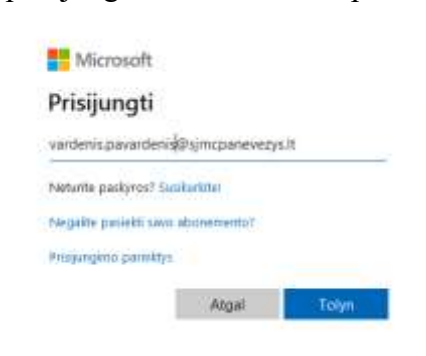 Microsoft
Prisijungti
vardenis.pavardenis@sjmcpanevezys.lt
Neturite paskyros? Susikurkite!
Negalite pasiekti savo abonemento?
Prisijungimo parinktys
Atgal
Tolyn